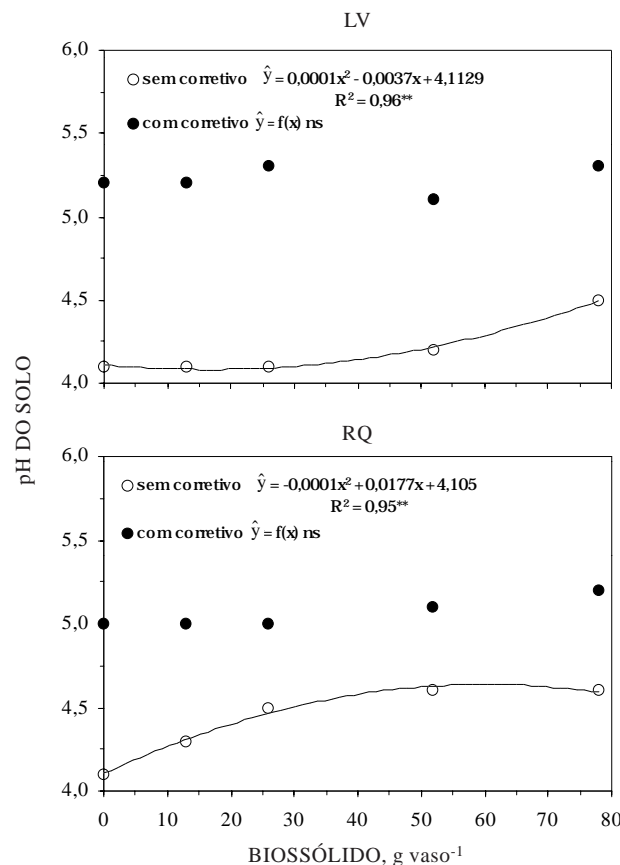 LV
6,0
sem corretivo ŷ = 0,0001x² - 0,0037x + 4,1129
R² = 0,96**
5,5
com corretivo ŷ = f(x) ns
5,0
4,5
4,0
pH DO SOLO
RQ
6,0
sem corretivo ŷ = -0,0001x² + 0,0177x + 4,105
R² = 0,95**
5,5
com corretivo ŷ = f(x) ns
5,0
4,5
4,0
0 10 20 30 40 50 60 70 80
BIOSSÓLIDO, g vaso⁻¹